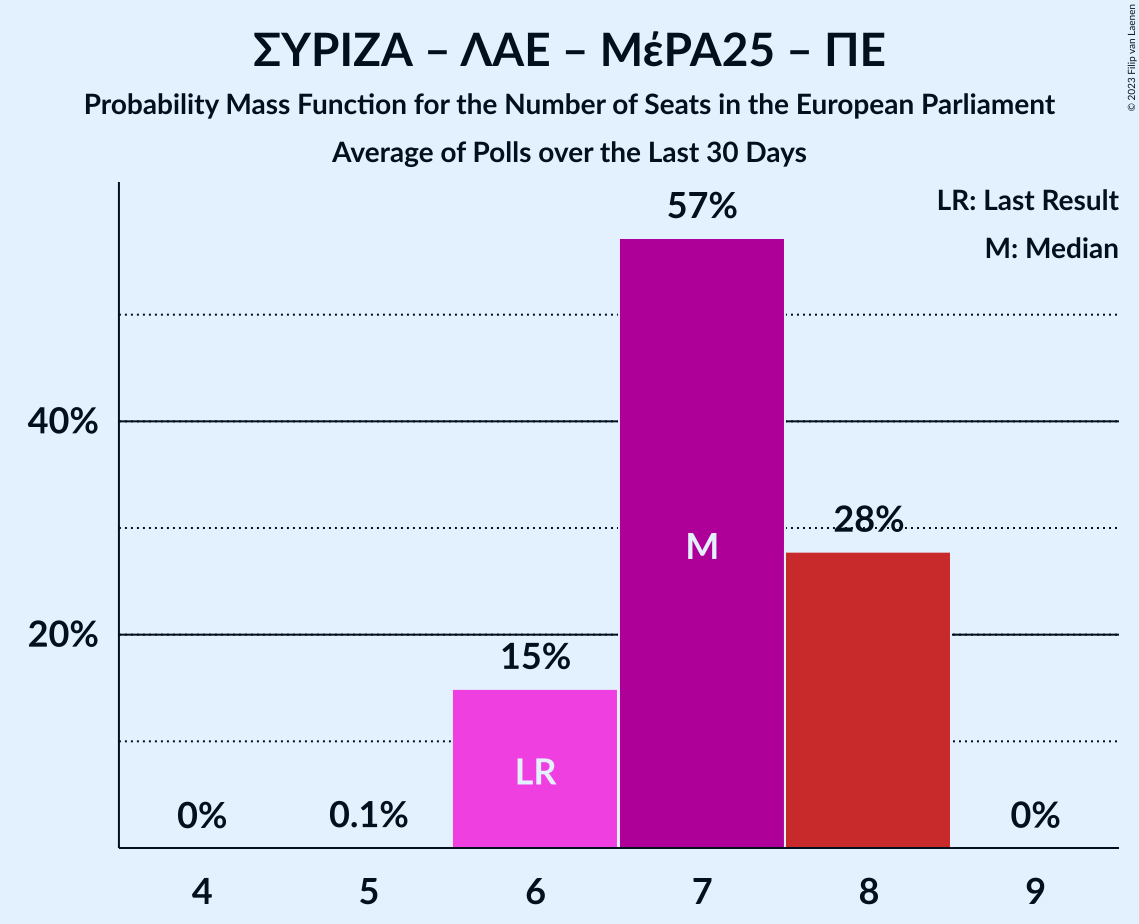 ΣΥΡΙΖΑ – ΛΑΕ – ΜέΡΑ25 – ΠΕ
Probability Mass Function for the Number of Seats in the European Parliament
Average of Polls over the Last 30 Days
© 2023 Filip van Laenen
LR: Last Result
M: Median
57%
40%
28%
M
20%
15%
LR
0%
0.1%
0%
4
5
6
7
8
9